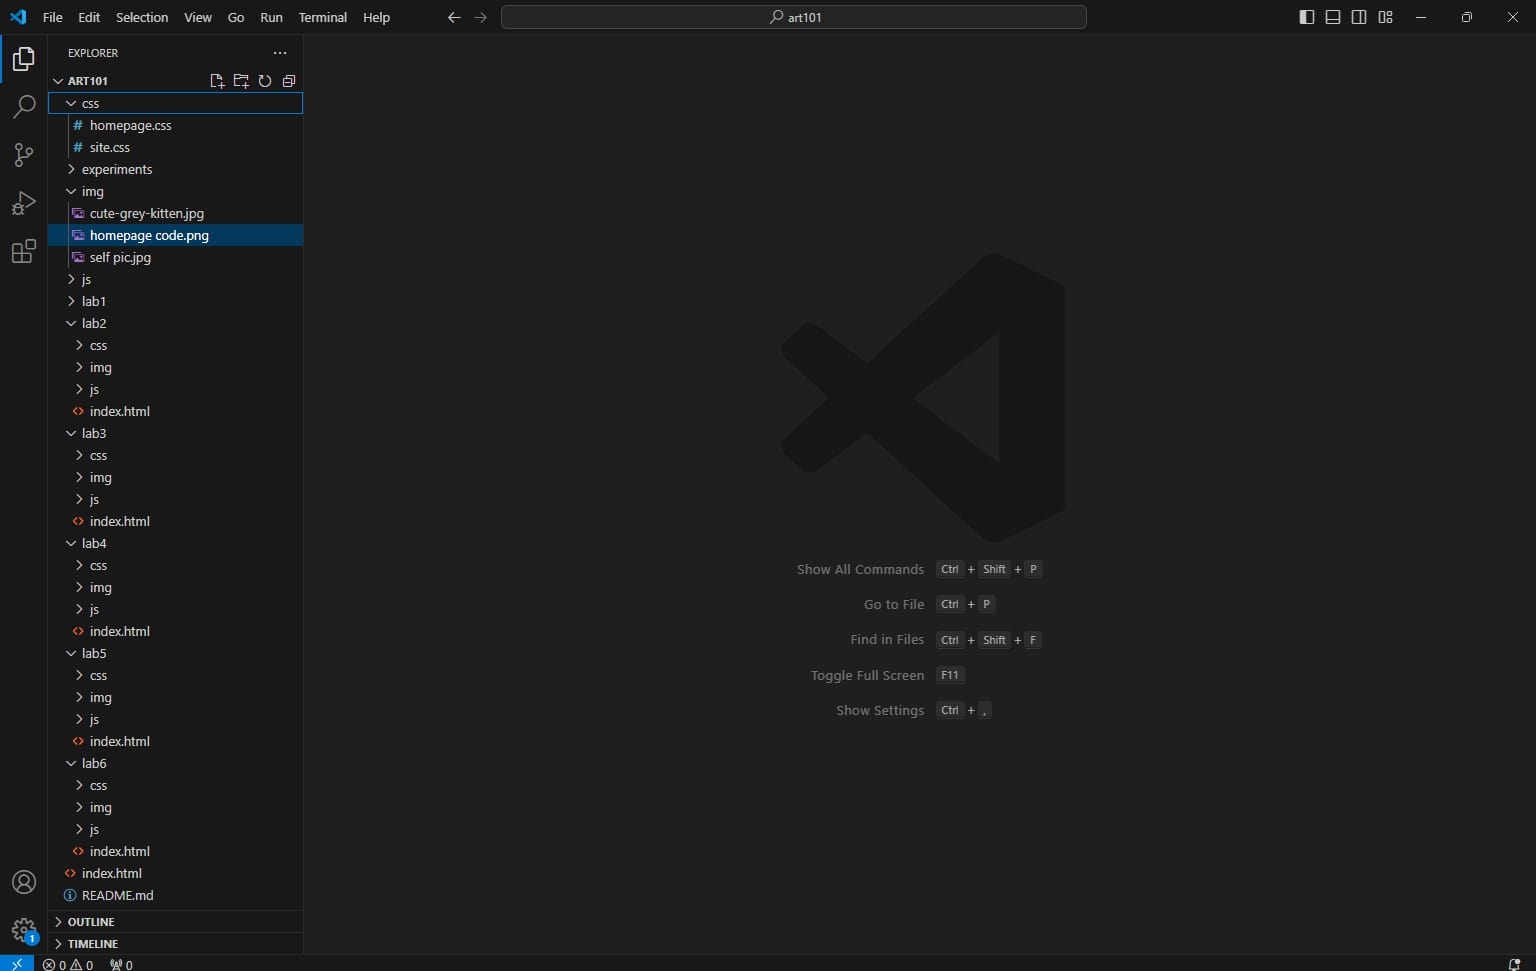 File Edit Selection View Go Run Terminal Help art101
EXPLORER
ART101
css
homepage.css
site.css
experiments
img
cute-grey-kitten.jpg
homepage code.png
self pic.jpg
js
lab1
lab2
css
img
js
index.html
lab3
css
img
js
index.html
lab4
css
img
js
index.html
lab5
css
img
js
index.html
lab6
css
img
js
index.html
index.html
README.md
OUTLINE
TIMELINE
1
0 0 0
Show All Commands Ctrl + Shift + P
Go to File Ctrl + P
Find in Files Ctrl + Shift + F
Toggle Full Screen F11
Show Settings Ctrl + ,